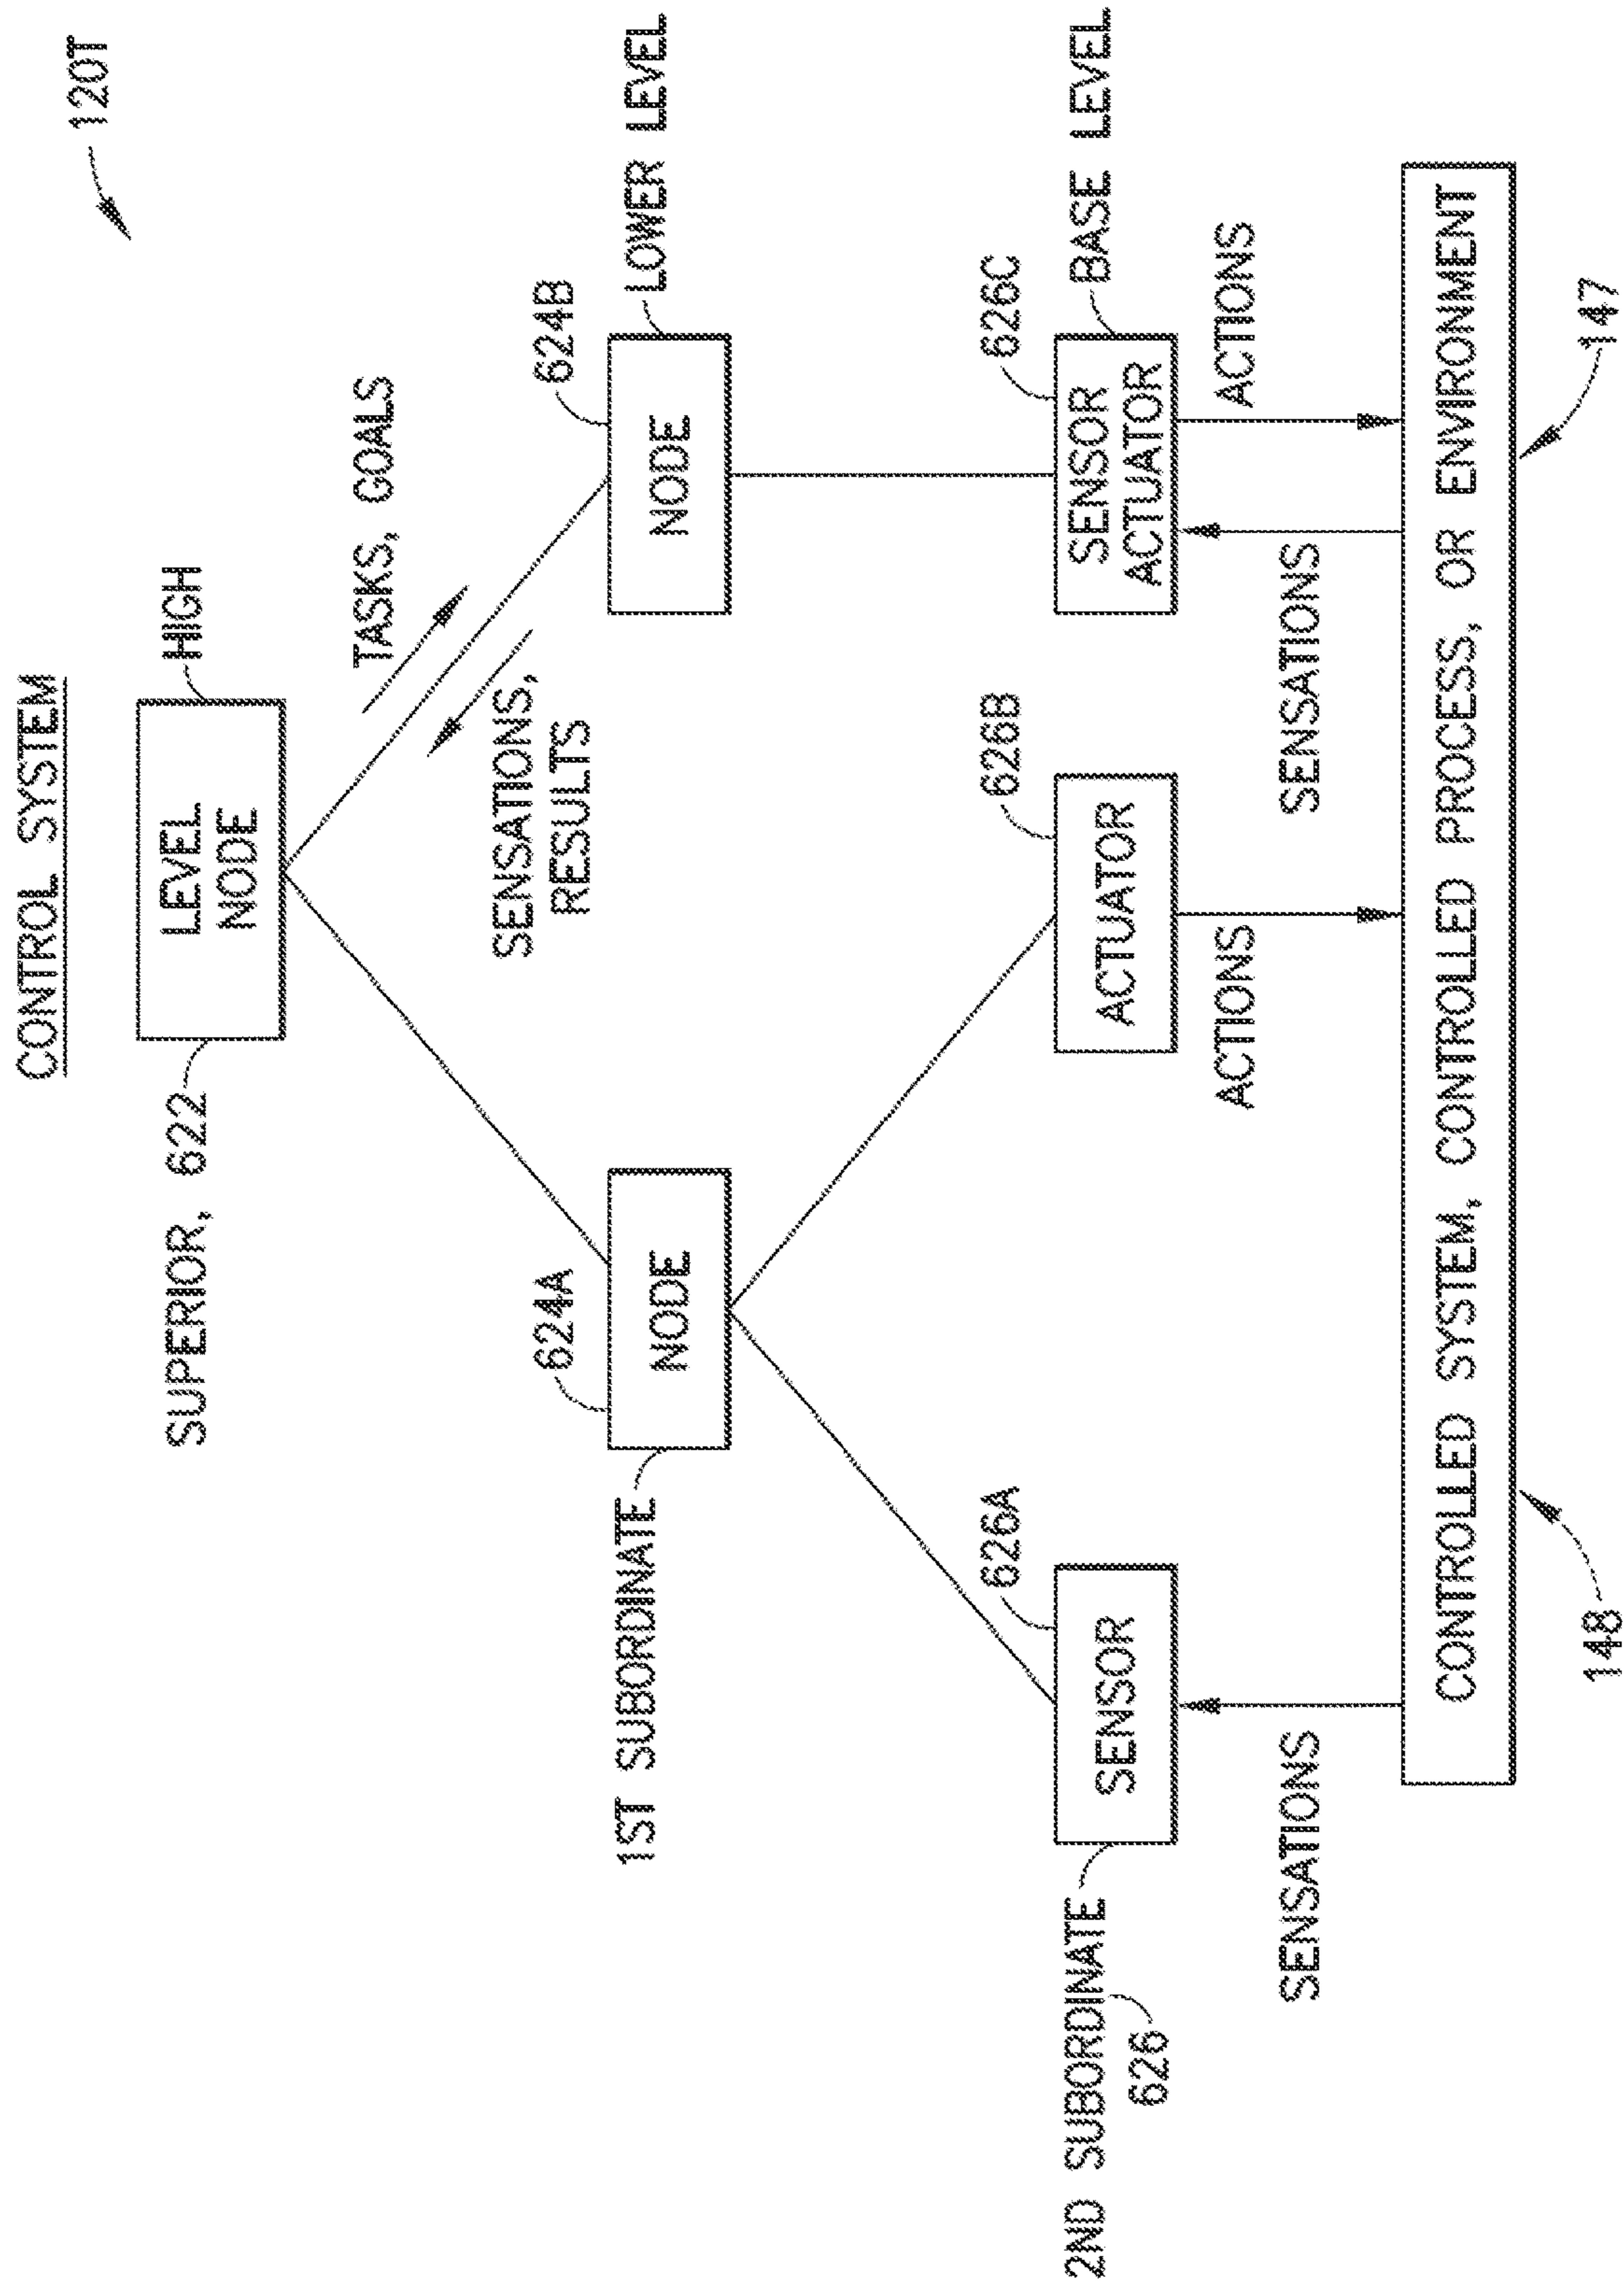 CONTROL SYSTEM
120T
SUPERIOR, 622
LEVEL
NODE
HIGH
TASKS, GOALS
SENSATIONS,
RESULTS
1ST SUBORDINATE
624A
NODE
624B
NODE
LOWER LEVEL
2ND SUBORDINATE
626
626A
SENSOR
626B
ACTUATOR
626C
SENSOR
ACTUATOR
BASE LEVEL
SENSATIONS
ACTIONS
SENSATIONS
ACTIONS
CONTROLLED SYSTEM, CONTROLLED PROCESS, OR ENVIRONMENT
148
147